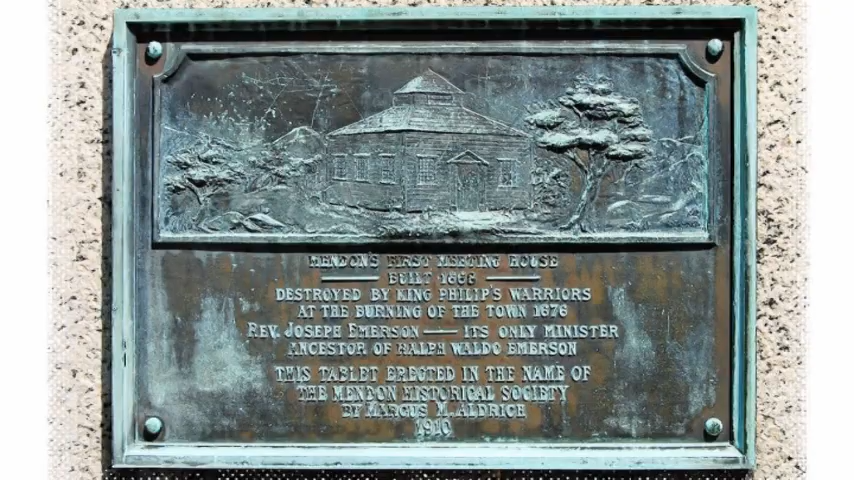 MENDON'S FIRST MEETING HOUSE
BUILT 1668
DESTROYED BY KING PHILIP'S WARRIORS
AT THE BURNING OF THE TOWN 1676
REV. JOSEPH EMERSON — ITS ONLY MINISTER
ANCESTOR OF RALPH WALDO EMERSON
THIS TABLET ERECTED IN THE NAME OF
THE MENDON HISTORICAL SOCIETY
BY MARCUS M. ALDRICH
1910